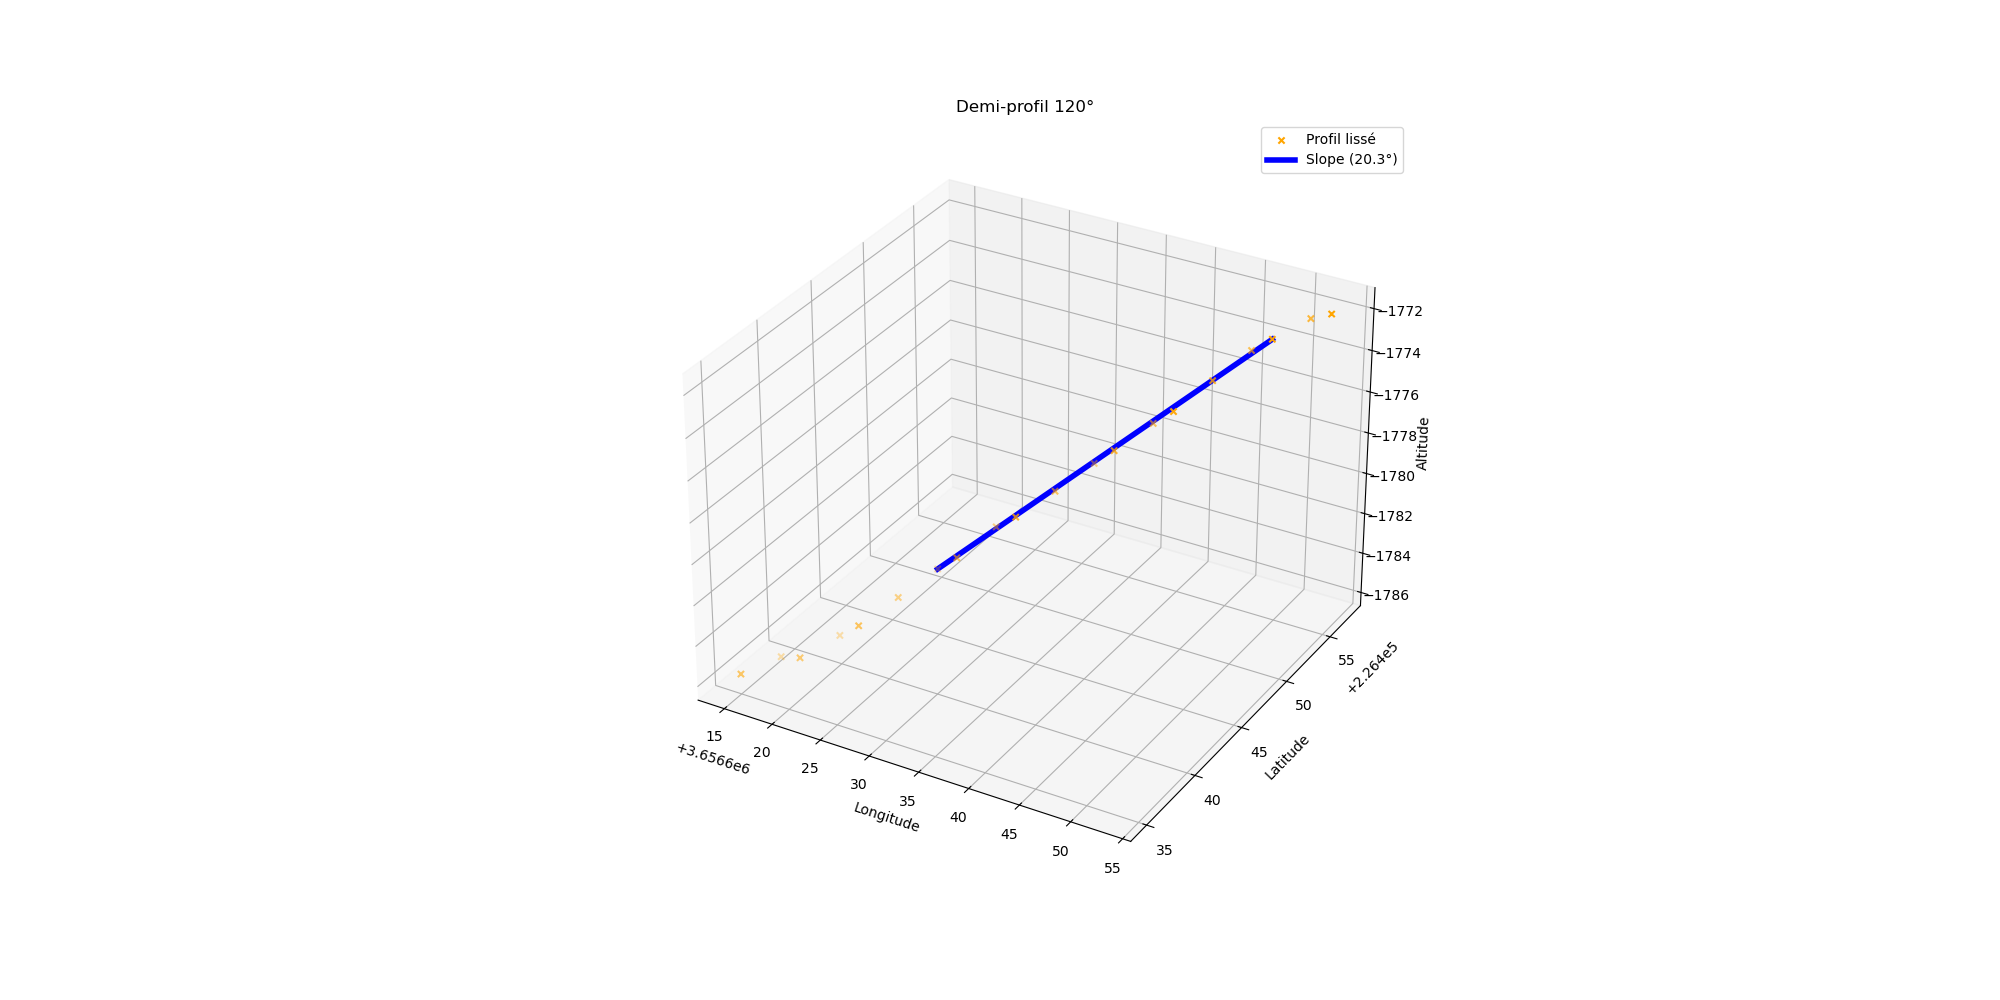 Demi-profil 120°
Profil lissé
Slope (20.3°)
−1772
−1774
−1776
−1778
−1780
−1782
−1784
−1786
Altitude
15
20
25
30
35
40
45
50
55
+3.6566e6
Longitude
35
40
45
50
55
+2.264e5
Latitude